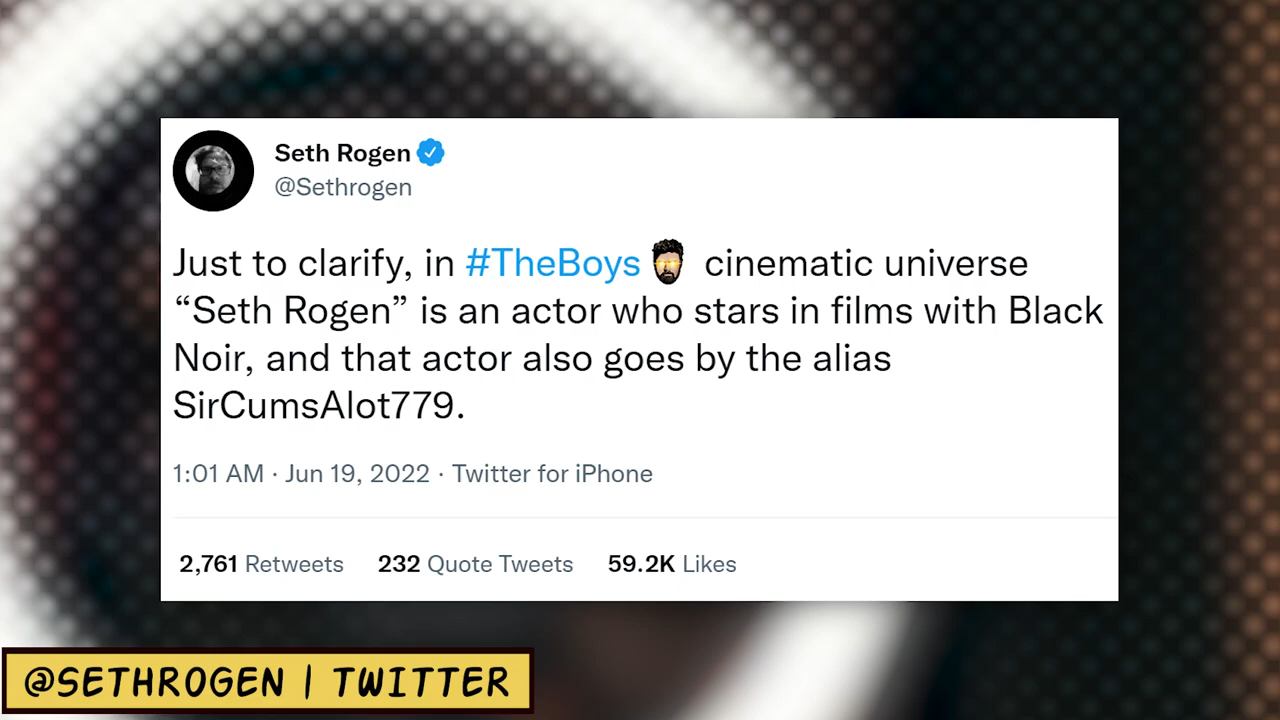 Seth Rogen
@Sethrogen
Just to clarify, in #TheBoys cinematic universe
“Seth Rogen” is an actor who stars in films with Black
Noir, and that actor also goes by the alias
SirCumsAlot779.
1:01 AM · Jun 19, 2022 · Twitter for iPhone
2,761 Retweets 232 Quote Tweets 59.2K Likes
@SETHROGEN | TWITTER